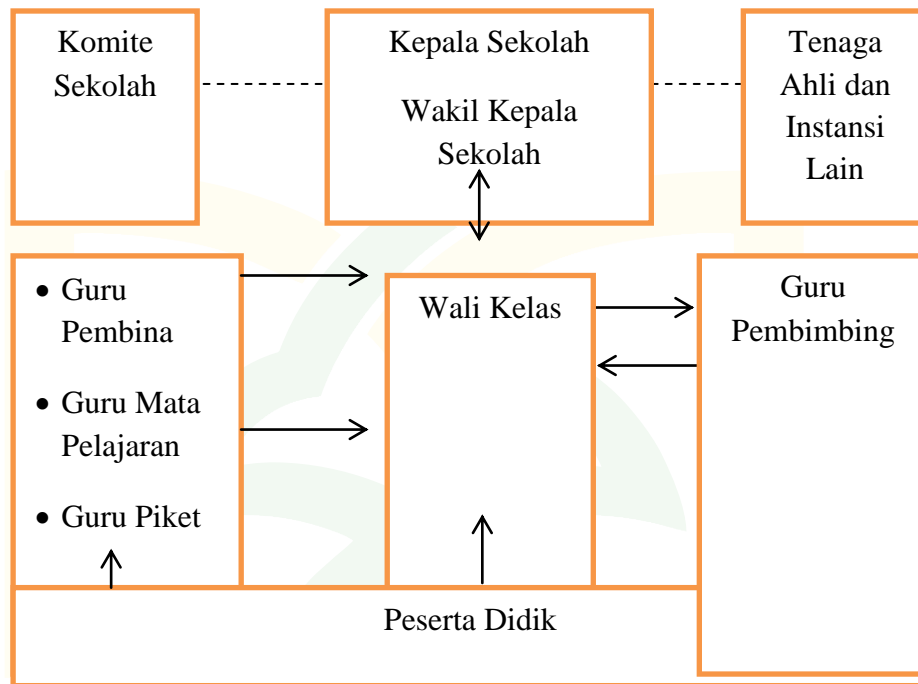 Komite
Sekolah
Kepala Sekolah
Wakil Kepala
Sekolah
Tenaga
Ahli dan
Instansi
Lain
• Guru
Pembina
• Guru Mata
Pelajaran
• Guru Piket
Wali Kelas
Guru
Pembimbing
Peserta Didik